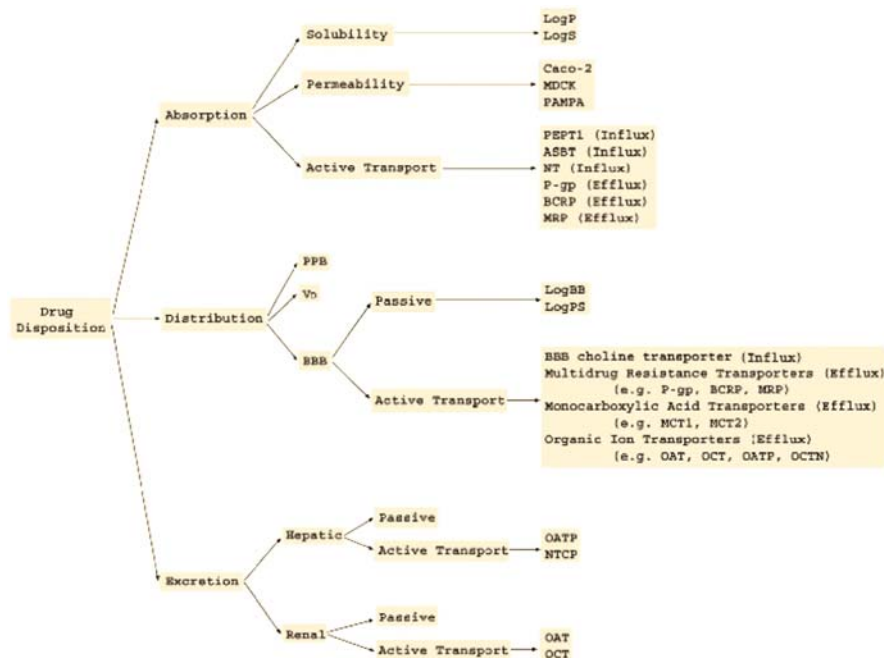 LogP
Solubility
LogS
Caco-2
Permeability
MDCK
PAMPA
Absorption
PEPT1 (Influx)
ASBT (Influx)
Active Transport
NT (Influx)
P-gp (Efflux)
BCRP (Efflux)
MRP (Efflux)
PPB
VD
Drug
Disposition
Distribution
BBB
Passive
LogBB
LogPS
Active Transport
BBB choline transporter (Influx)
Multidrug Resistance Transporters (Efflux)
(e.g. P-gp, BCRP, MRP)
Monocarboxylic Acid Transporters (Efflux)
(e.g. MCT1, MCT2)
Organic Ion Transporters (Efflux)
(e.g. OAT, OCT, OATP, OCTN)
Excretion
Hepatic
Passive
Active Transport
OATP
NTCP
Renal
Passive
Active Transport
OAT
OCT